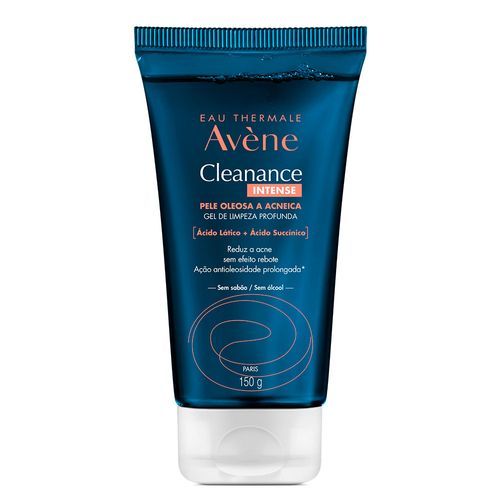 EAU THERMALE
Avène
Cleanance
INTENSE
PELE OLEOSA A ACNEICA
GEL DE LIMPEZA PROFUNDA
[Ácido Lático + Ácido Succínico]
Reduz a acne
sem efeito rebote
Ação antioleosidade prolongada*
Sem sabão / Sem álcool
PARIS
150 g